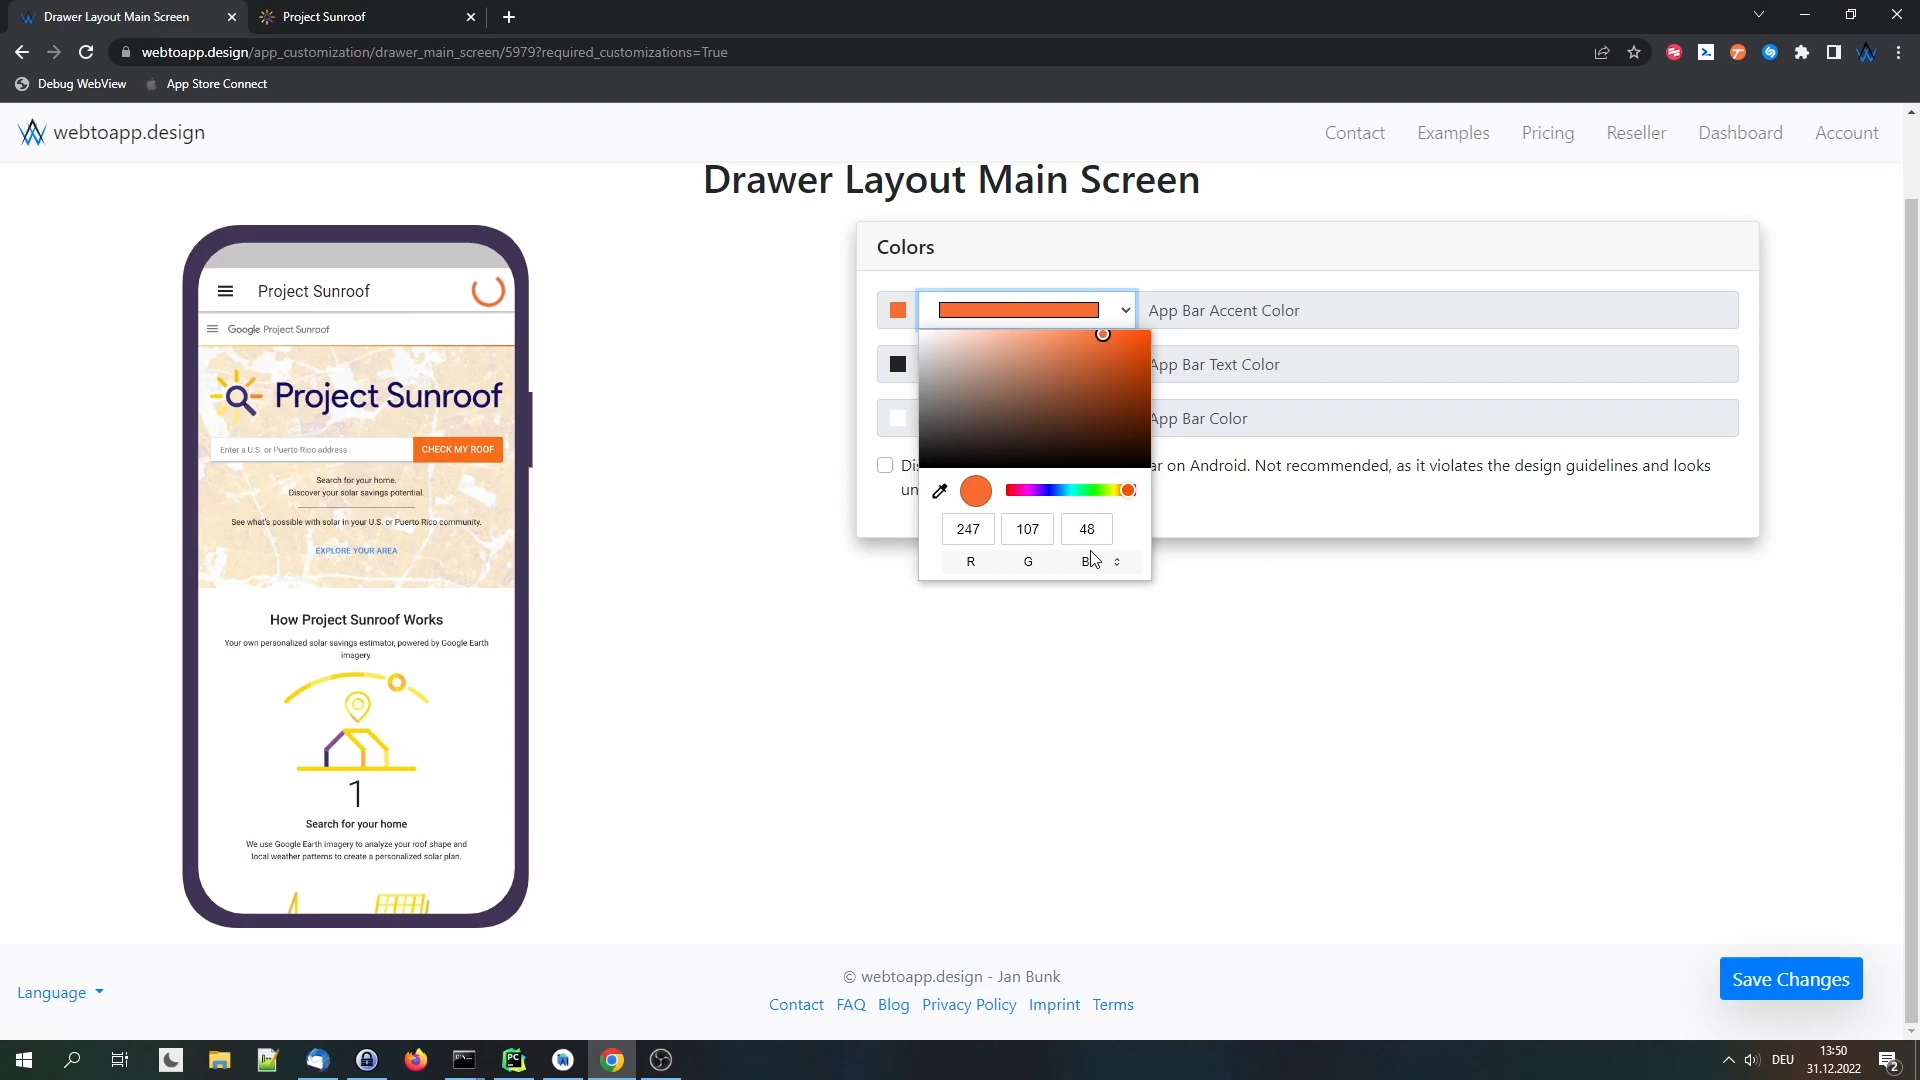 Drawer Layout Main Screen
Project Sunroof
webtoapp.design/app_customization/drawer_main_screen/5979?required_customizations=True
Debug WebView
App Store Connect
webtoapp.design
Contact
Examples
Pricing
Reseller
Dashboard
Account
Drawer Layout Main Screen
Project Sunroof
Google Project Sunroof
Project Sunroof
Enter a U.S. or Puerto Rico address
CHECK MY ROOF
Search for your home.
Discover your solar savings potential.
See what's possible with solar in your U.S. or Puerto Rico community.
EXPLORE YOUR AREA
How Project Sunroof Works
Your own personalized solar savings estimator, powered by Google Earth
imagery.
1
Search for your home
We use Google Earth imagery to analyze your roof shape and
local weather patterns to create a personalized solar plan.
Colors
App Bar Accent Color
App Bar Text Color
App Bar Color
ar on Android. Not recommended, as it violates the design guidelines and looks
247 107 48
R G B
Language
© webtoapp.design - Jan Bunk
Contact FAQ Blog Privacy Policy Imprint Terms
Save Changes
DEU
13:50
31.12.2022
2